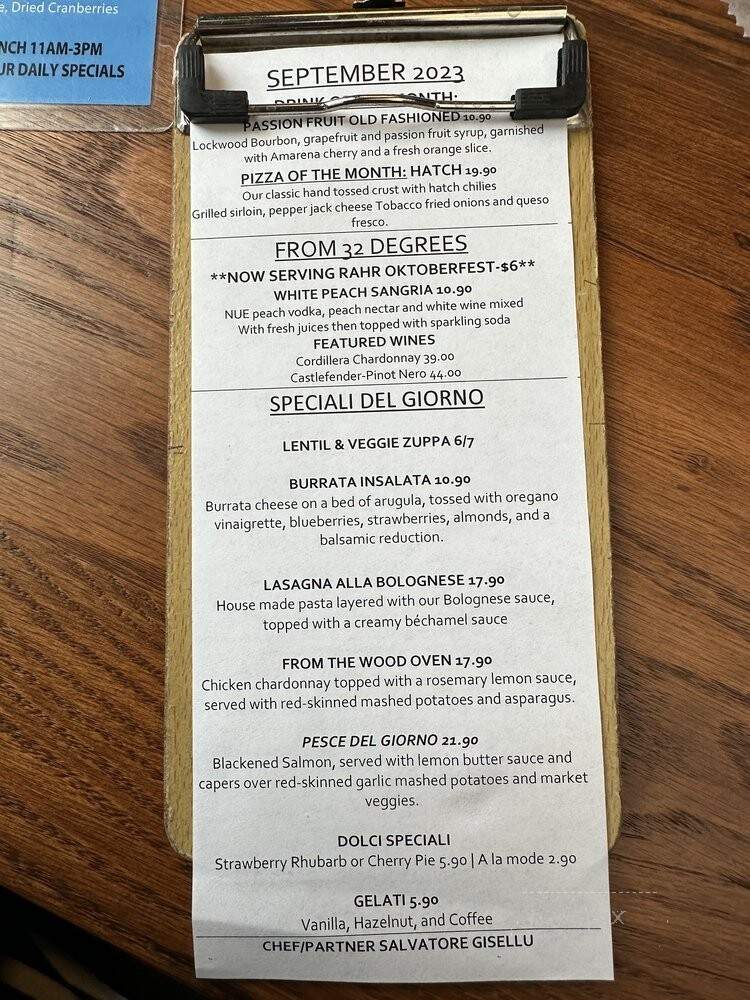 e, Dried Cranberries
NCH 11AM-3PM
UR DAILY SPECIALS
SEPTEMBER 2023
DRINK MONTH:
PASSION FRUIT OLD FASHIONED 10.90
Lockwood Bourbon, grapefruit and passion fruit syrup, garnished
with Amarena cherry and a fresh orange slice.
PIZZA OF THE MONTH: HATCH 19.90
Our classic hand tossed crust with hatch chilies
Grilled sirloin, pepper jack cheese Tobacco fried onions and queso
fresco.
FROM 32 DEGREES
**NOW SERVING RAHR OKTOBERFEST-$6**
WHITE PEACH SANGRIA 10.90
NUE peach vodka, peach nectar and white wine mixed
With fresh juices then topped with sparkling soda
FEATURED WINES
Cordillera Chardonnay 39.00
Castlefender-Pinot Nero 44.00
SPECIALI DEL GIORNO
LENTIL & VEGGIE ZUPPA 6/7
BURRATA INSALATA 10.90
Burrata cheese on a bed of arugula, tossed with oregano
vinaigrette, blueberries, strawberries, almonds, and a
balsamic reduction.
LASAGNA ALLA BOLOGNESE 17.90
House made pasta layered with our Bolognese sauce,
topped with a creamy béchamel sauce
FROM THE WOOD OVEN 17.90
Chicken chardonnay topped with a rosemary lemon sauce,
served with red-skinned mashed potatoes and asparagus.
PESCE DEL GIORNO 21.90
Blackened Salmon, served with lemon butter sauce and
capers over red-skinned garlic mashed potatoes and market
veggies.
DOLCI SPECIALI
Strawberry Rhubarb or Cherry Pie 5.90 | A la mode 2.90
GELATI 5.90
Vanilla, Hazelnut, and Coffee
CHEF/PARTNER SALVATORE GISELLU